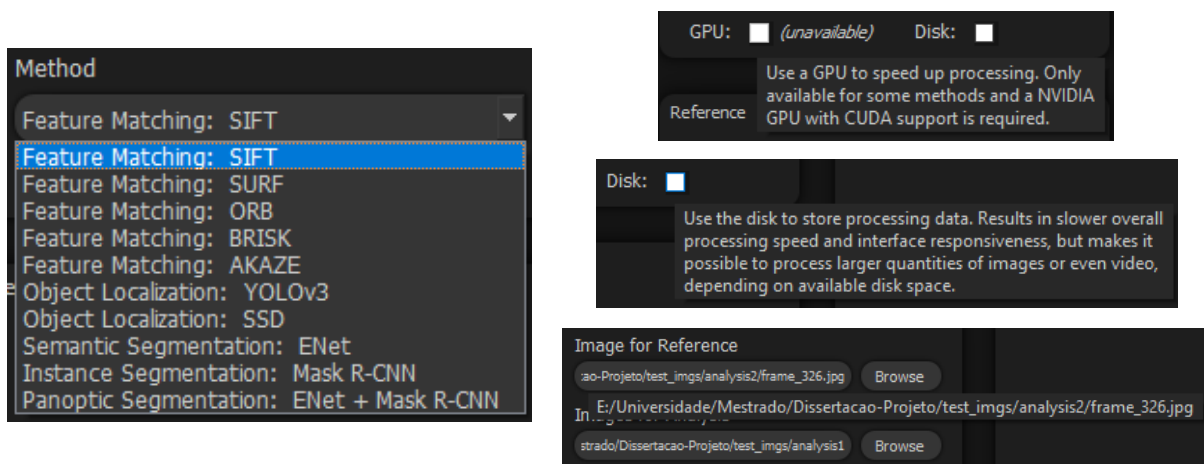 Method
Feature Matching: SIFT
Feature Matching: SIFT
Feature Matching: SURF
Feature Matching: ORB
Feature Matching: BRISK
Feature Matching: AKAZE
Object Localization: YOLOv3
Object Localization: SSD
Semantic Segmentation: ENet
Instance Segmentation: Mask R-CNN
Panoptic Segmentation: ENet + Mask R-CNN
GPU: (unavailable) Disk:
Use a GPU to speed up processing. Only
available for some methods and a NVIDIA
GPU with CUDA support is required.
Reference
Disk:
Use the disk to store processing data. Results in slower overall
processing speed and interface responsiveness, but makes it
possible to process larger quantities of images or even video,
depending on available disk space.
Image for Reference
:ao-Projeto/test_imgs/analysis2/frame_326.jpg Browse
E:/Universidade/Mestrado/Dissertacao-Projeto/test_imgs/analysis2/frame_326.jpg
strado/Dissertacao-Projeto/test_imgs/analysis1 Browse